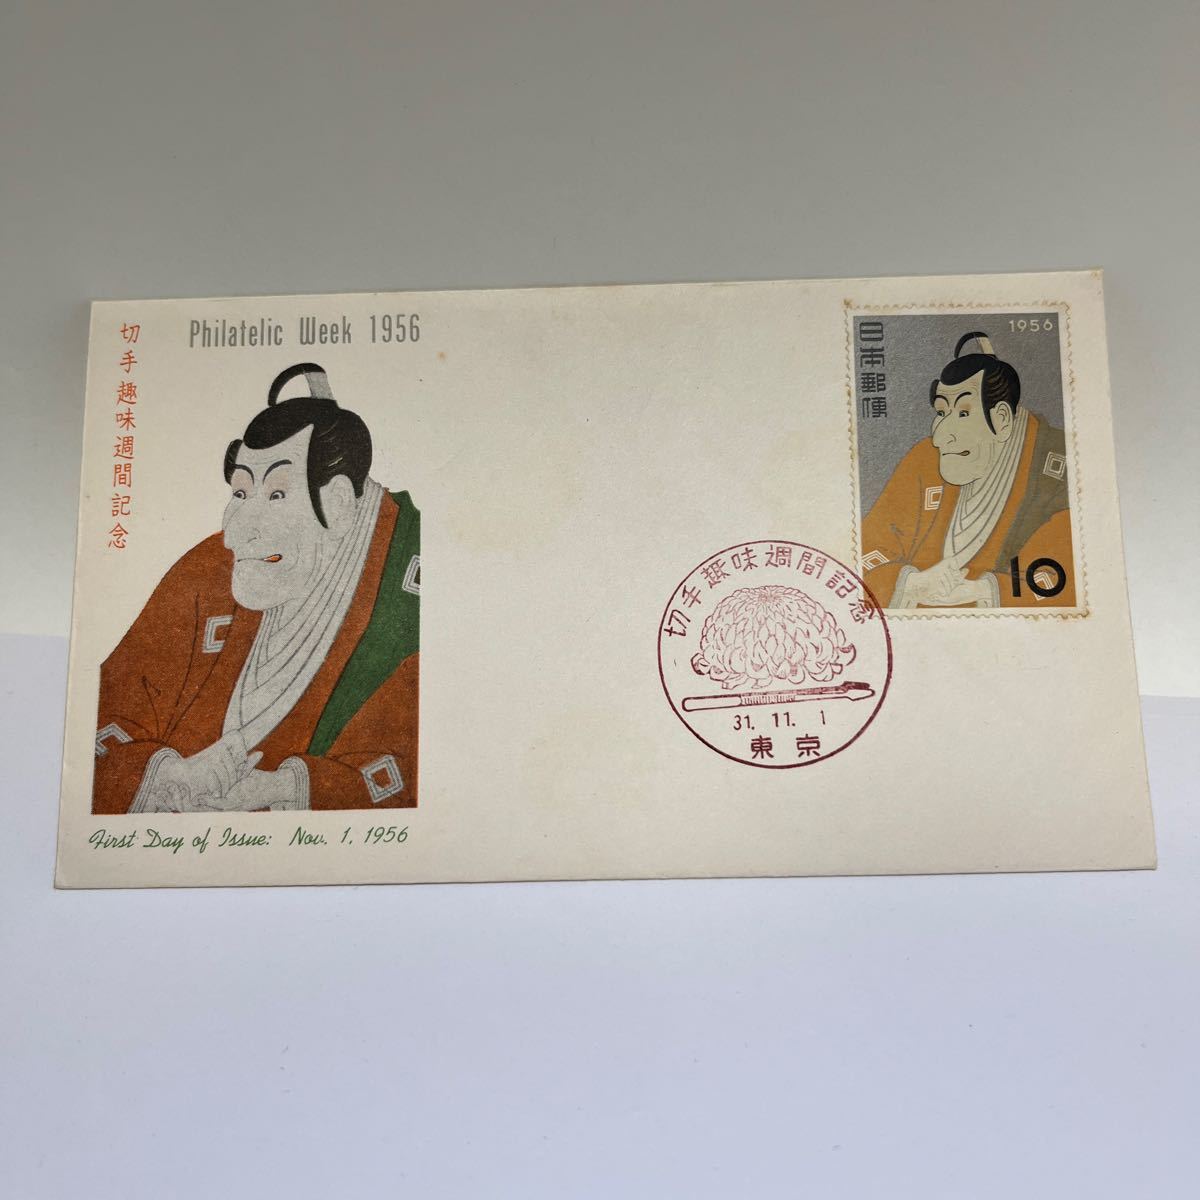 切手趣味週間記念
Philatelic Week 1956
First Day of Issue: Nov. 1, 1956
日本郵便
1956
10
切手趣味週間記念
31. 11. 1
東京